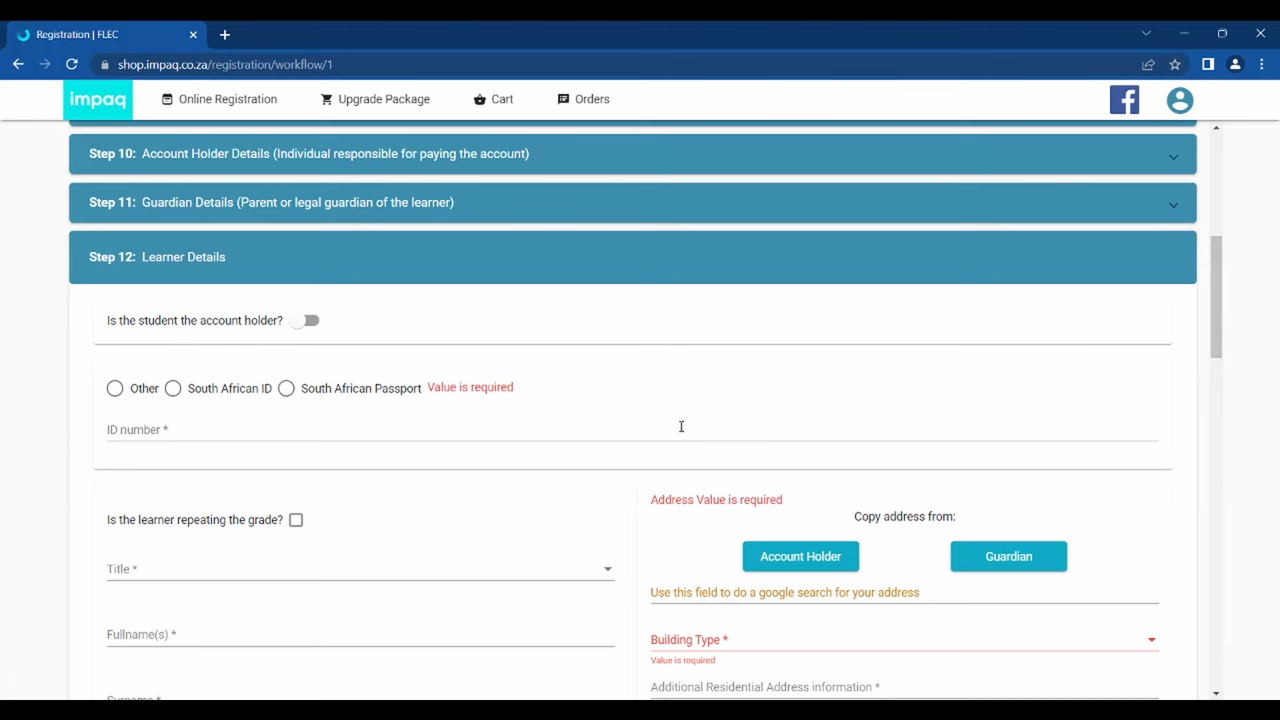 Registration | FLEC
shop.impaq.co.za/registration/workflow/1
impaq
Online Registration
Upgrade Package
Cart
Orders
Step 10: Account Holder Details (Individual responsible for paying the account)
Step 11: Guardian Details (Parent or legal guardian of the learner)
Step 12: Learner Details
Is the student the account holder?
Other South African ID South African Passport Value is required
ID number *
Is the learner repeating the grade?
Title *
Fullname(s) *
Surname *
Address Value is required
Copy address from:
Account Holder Guardian
Use this field to do a google search for your address
Building Type *
Value is required
Additional Residential Address information *